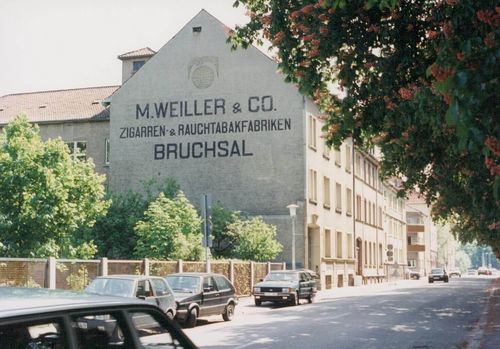 M. WEILLER & CO.
ZIGARREN- & RAUCHTABAKFABRIKEN
BRUCHSAL